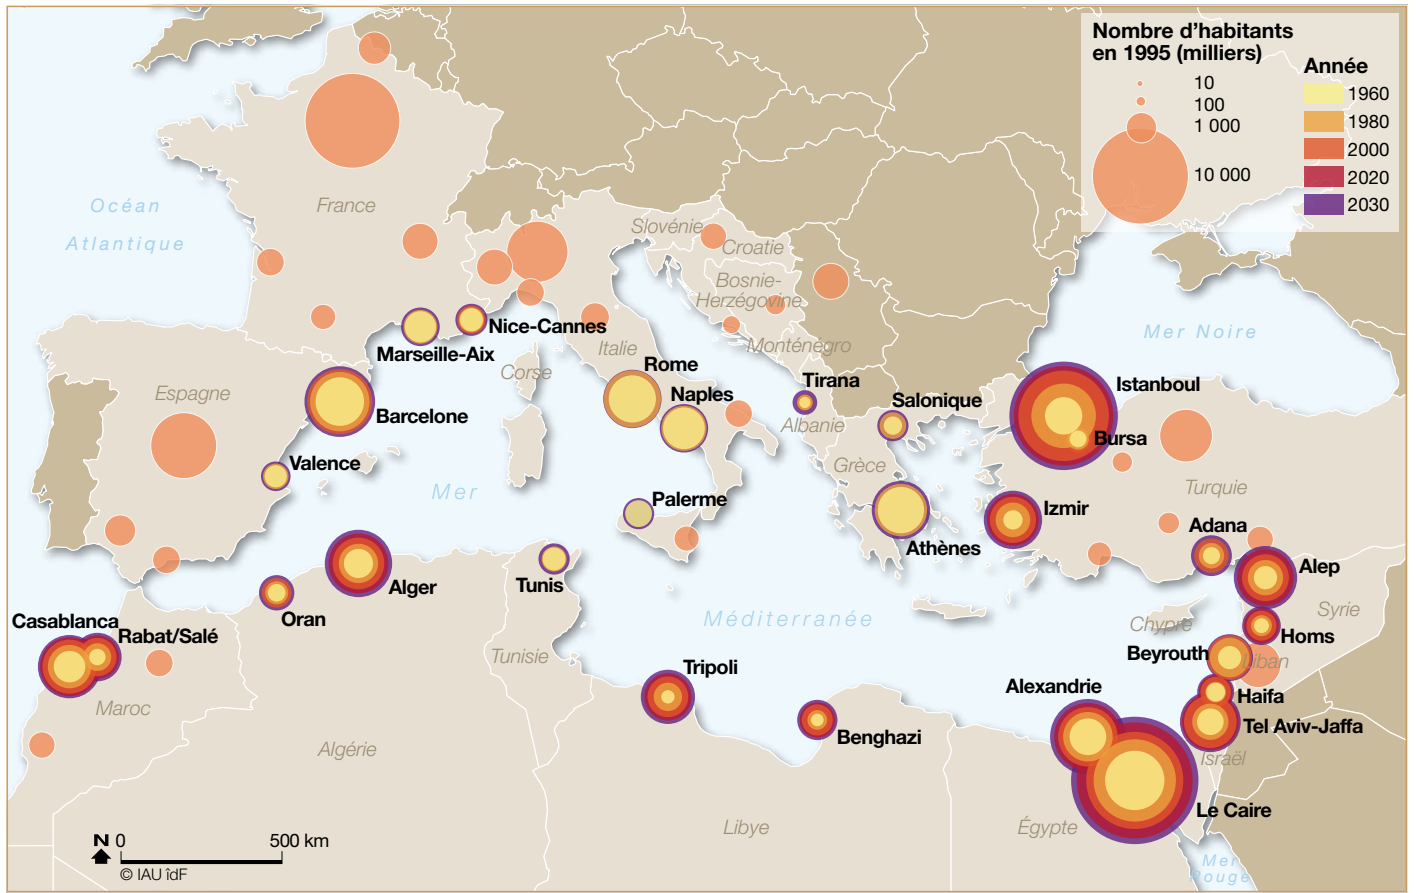 Nombre d'habitants
en 1995 (milliers)
10
100
1 000
10 000
Année
1960
1980
2000
2020
2030
Océan
Atlantique
France
Slovénie
Croatie
Bosnie-
Herzégovine
Mer Noire
Nice-Cannes
Marseille-Aix
Italie
Monténégro
Rome
Corse
Espagne
Barcelone
Naples
Tirana
Albanie
Salonique
Istanboul
Bursa
Valence
Grèce
Mer
Palerme
Izmir
Turquie
Athènes
Adana
Alger
Tunis
Alep
Oran
Méditerranée
Chypre
Syrie
Casablanca
Rabat/Salé
Homs
Tunisie
Beyrouth
Liban
Tripoli
Alexandrie
Haifa
Maroc
Benghazi
Tel Aviv-Jaffa
Algérie
Israël
Le Caire
Libye
Égypte
N 0 500 km
© IAU îdF
Mer
Rouge